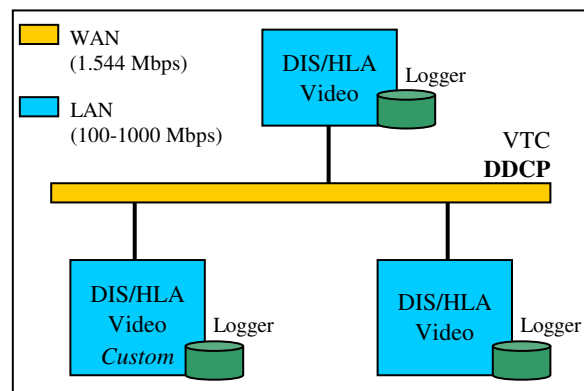 WAN
(1.544 Mbps)
LAN
(100-1000 Mbps)
DIS/HLA
Video
Logger
VTC
DDCP
DIS/HLA
Video
Custom
Logger
DIS/HLA
Video
Logger